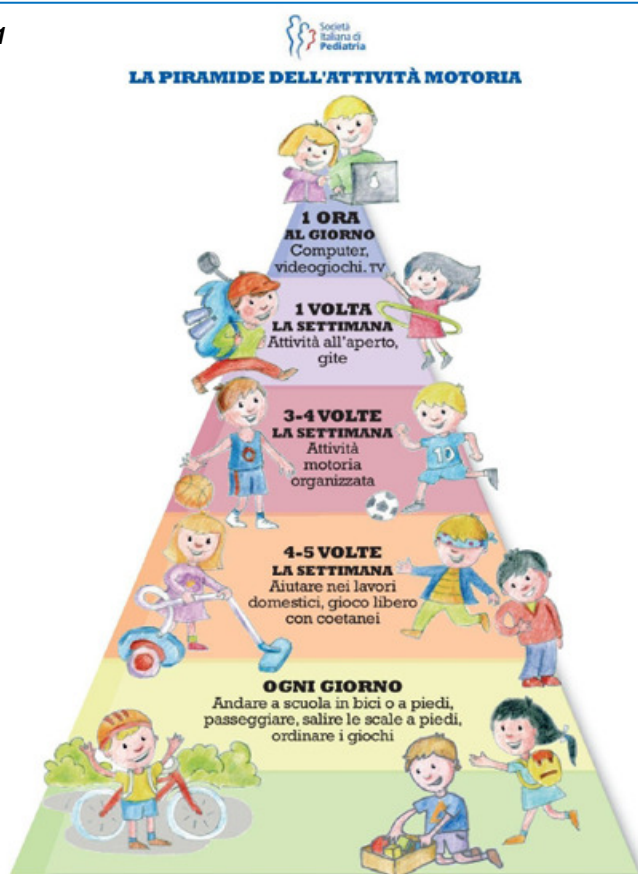 1
Società
Italiana di
Pediatria
LA PIRAMIDE DELL'ATTIVITÀ MOTORIA
1 ORA
AL GIORNO
Computer,
videogiochi. TV
1 VOLTA
LA SETTIMANA
Attività all'aperto,
gite
3-4 VOLTE
LA SETTIMANA
Attività
motoria
organizzata
10
4-5 VOLTE
LA SETTIMANA
Aiutare nei lavori
domestici, gioco libero
con coetanei
OGNI GIORNO
Andare a scuola in bici o a piedi,
passeggiare, salire le scale a piedi,
ordinare i giochi